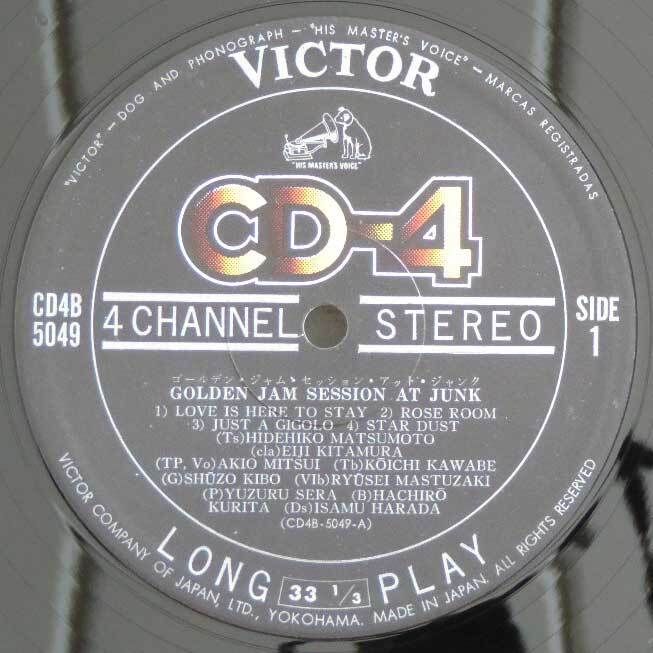 "VICTOR" – DOG AND PHONOGRAPH – "HIS MASTER'S VOICE" – MARCAS REGISTRADAS
VICTOR
"HIS MASTER'S VOICE"
CD-4
CD4B
5049
4 CHANNEL STEREO
SIDE
1
ゴールデン・ジャム・セッション・アット・ジャンク
GOLDEN JAM SESSION AT JUNK
1) LOVE IS HERE TO STAY 2) ROSE ROOM
3) JUST A GIGOLO 4) STAR DUST
(Ts)HIDEHIKO MATSUMOTO
(cla)EIJI KITAMURA
(TP, Vo)AKIO MITSUI (Tb)KŌICHI KAWABE
(G)SHŪZO KIBO (VIb)RYŪSEI MASTUZAKI
(P)YUZURU SERA (B)HACHIRŌ
KURITA (Ds)ISAMU HARADA
(CD4B-5049-A)
LONG 33 1/3 PLAY
VICTOR COMPANY OF JAPAN, LTD., YOKOHAMA. MADE IN JAPAN. ALL RIGHTS RESERVED